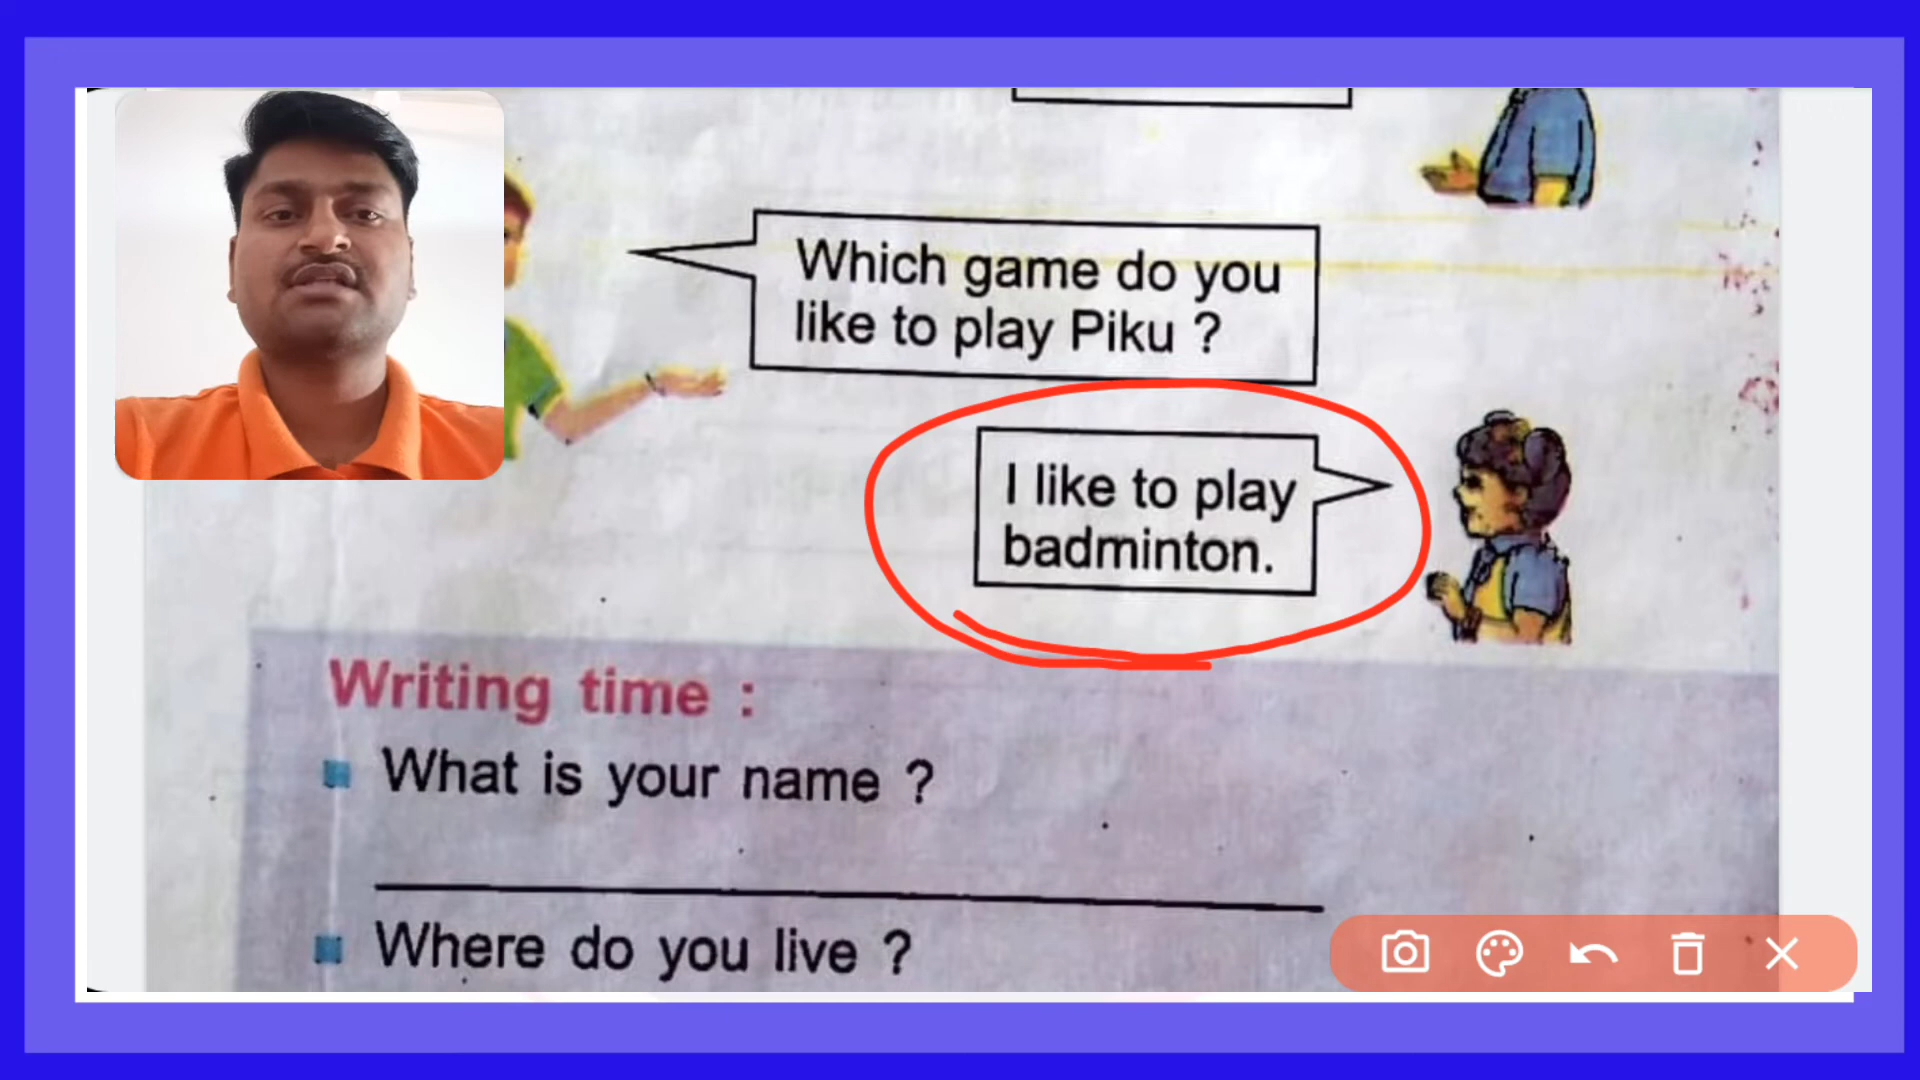 Which game do you
like to play Piku ?
I like to play
badminton.
Writing time :
What is your name ?
Where do you live ?